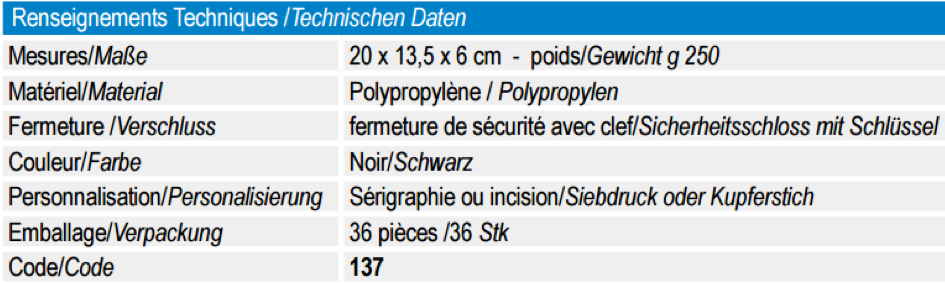 Renseignements Techniques /Technischen Daten
Mesures/Maße 20 x 13,5 x 6 cm - poids/Gewicht g 250
Matériel/Material Polypropylène / Polypropylen
Fermeture /Verschluss fermeture de sécurité avec clef/Sicherheitsschloss mit Schlüssel
Couleur/Farbe Noir/Schwarz
Personnalisation/Personalisierung Sérigraphie ou incision/Siebdruck oder Kupferstich
Emballage/Verpackung 36 pièces /36 Stk
Code/Code 137